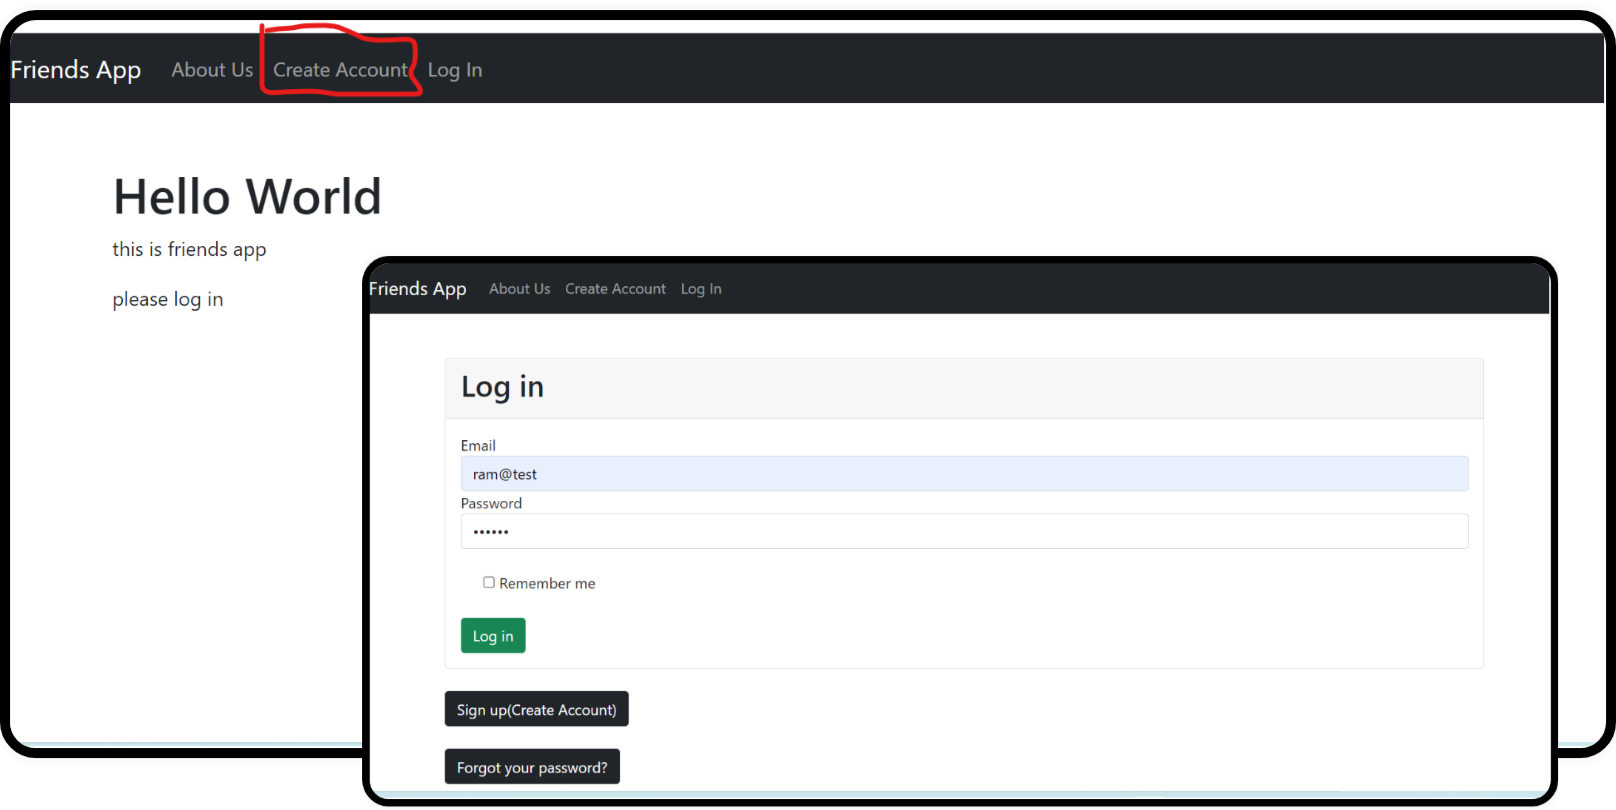 Friends App About Us Create Account Log In
Hello World
this is friends app
please log in
Friends App About Us Create Account Log In
Log in
Email
ram@test
Password
••••••
Remember me
Log in
Sign up(Create Account)
Forgot your password?